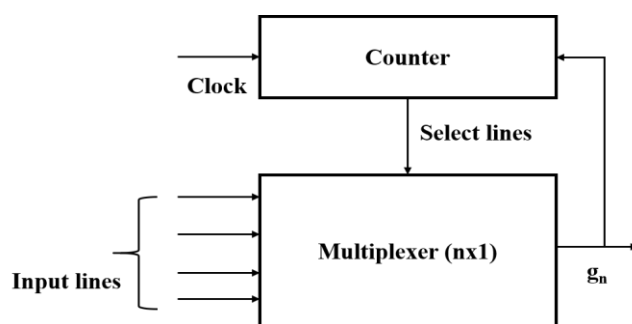 Counter
Clock
Select lines
Multiplexer (nx1)
Input lines
gn